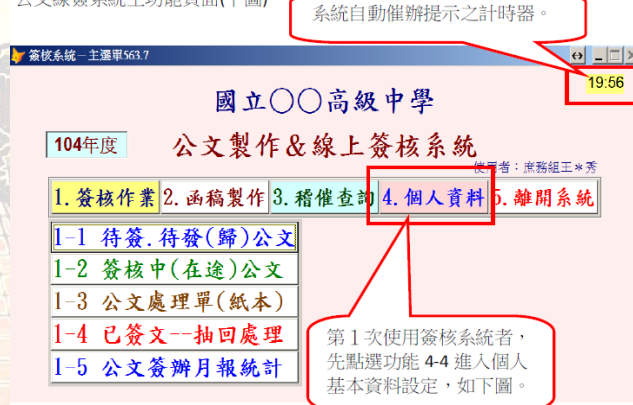 公文線簽系統主功能頁面(下圖)
系統自動催辦提示之計時器。
簽核系統－主選單563.7
19:56
國立○○高級中學
104年度
公文製作&線上簽核系統
使用者：庶務組王＊秀
1.簽核作業 2.函稿製作 3.稽催查詢 4.個人資料 5.離開系統
1-1 待簽.待發(歸)公文
1-2 簽核中(在途)公文
1-3 公文處理單(紙本)
1-4 已簽文--抽回處理
1-5 公文簽辦月報統計
第 1 次使用簽核系統者，
先點選功能 4-4 進入個人
基本資料設定，如下圖。